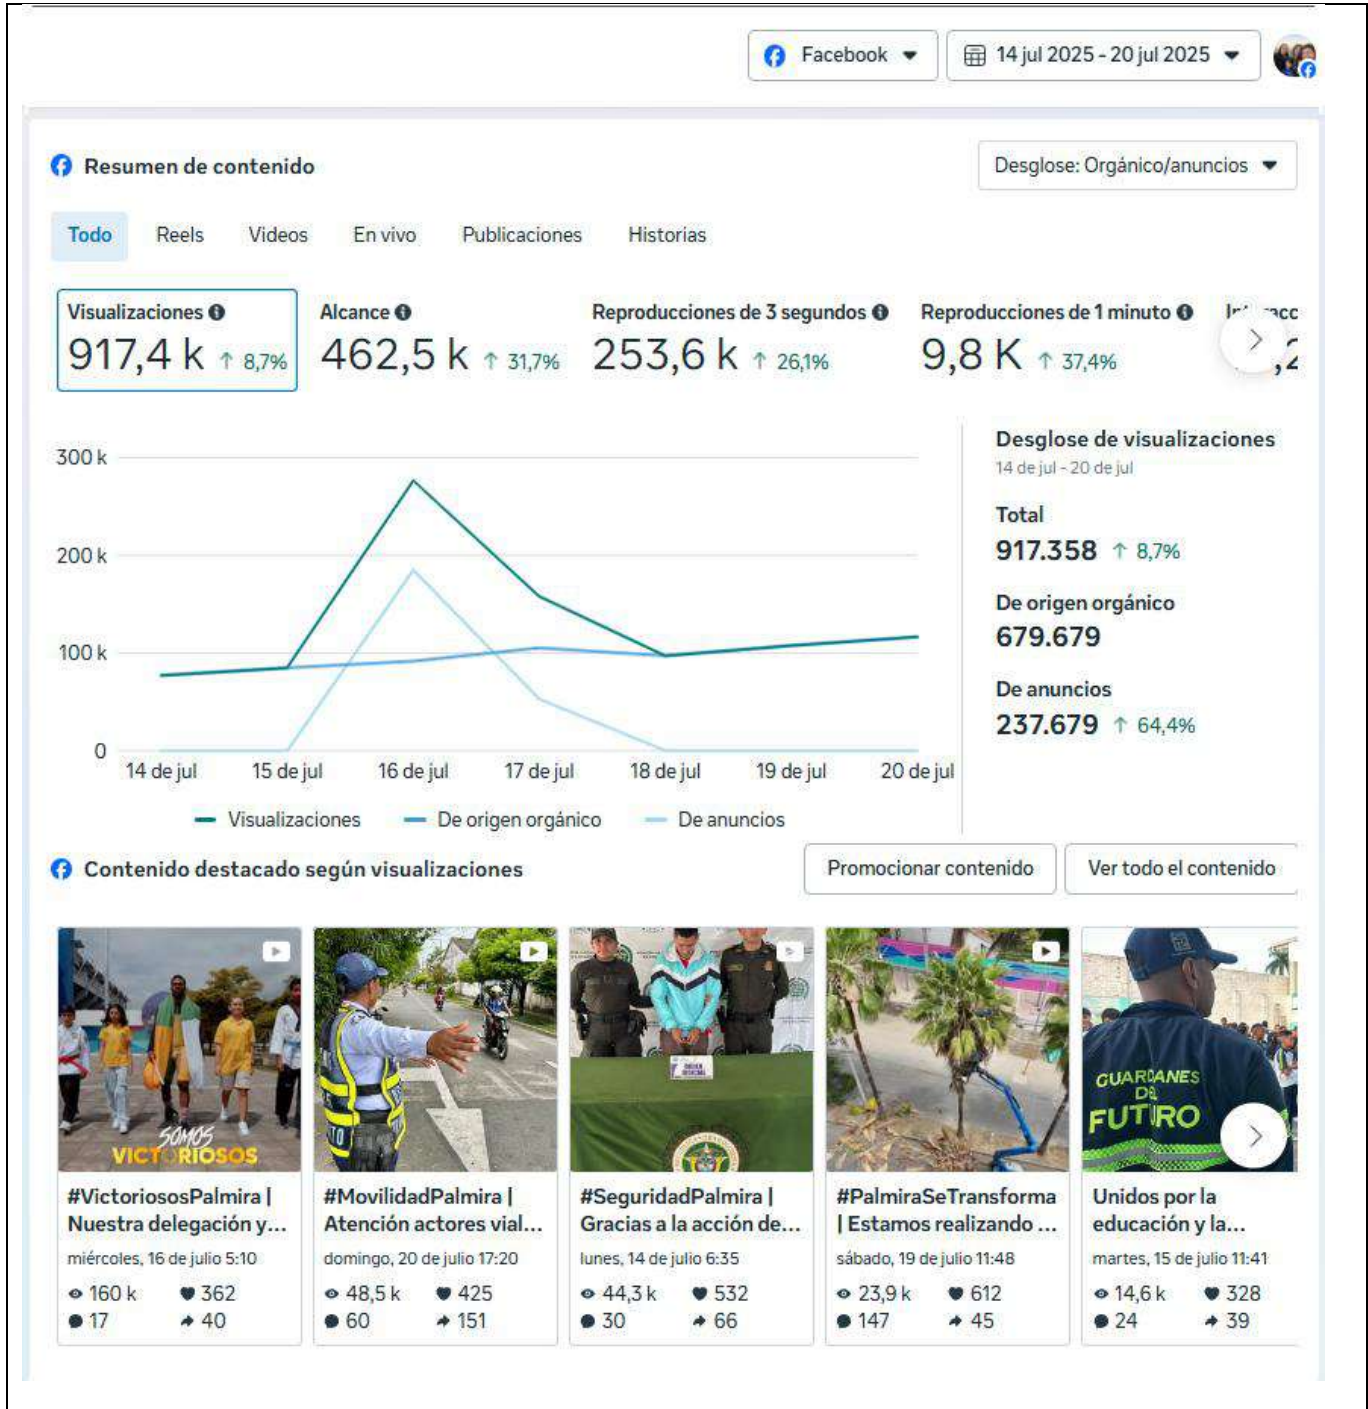 Facebook
14 jul 2025 - 20 jul 2025
Resumen de contenido
Desglose: Orgánico/anuncios
Todo Reels Videos En vivo Publicaciones Historias
Visualizaciones Alcance Reproducciones de 3 segundos Reproducciones de 1 minuto
917,4 k ↑ 8,7% 462,5 k ↑ 31,7% 253,6 k ↑ 26,1% 9,8 K ↑ 37,4%
300 k
200 k
100 k
0
14 de jul 15 de jul 16 de jul 17 de jul 18 de jul 19 de jul 20 de jul
Visualizaciones De origen orgánico De anuncios
Desglose de visualizaciones
14 de jul - 20 de jul
Total
917.358 ↑ 8,7%
De origen orgánico
679.679
De anuncios
237.679 ↑ 64,4%
Contenido destacado según visualizaciones
Promocionar contenido
Ver todo el contenido
SOMOS
VICTORIOSOS
#VictoriososPalmira |
Nuestra delegación y...
miércoles, 16 de julio 5:10
160 k 362
17 40
#MovilidadPalmira |
Atención actores vial...
domingo, 20 de julio 17:20
48,5 k 425
60 151
#SeguridadPalmira |
Gracias a la acción de...
lunes, 14 de julio 6:35
44,3 k 532
30 66
#PalmiraSeTransforma
| Estamos realizando ...
sábado, 19 de julio 11:48
23,9 k 612
147 45
GUARDIANES
DEL
FUTURO
Unidos por la
educación y la...
martes, 15 de julio 11:41
14,6 k 328
24 39